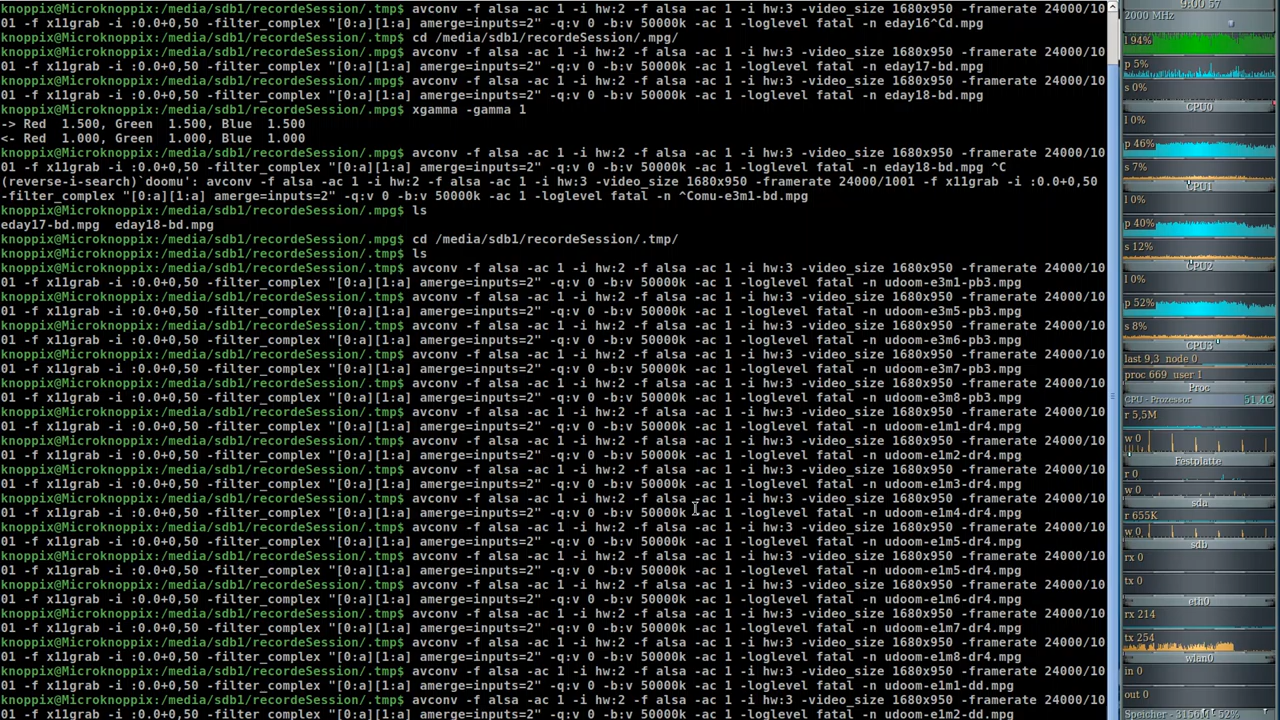 knoppix@Microknoppix:/media/sdb1/recordeSession/.tmp$ avconv -f alsa -ac 1 -i hw:2 -f alsa -ac 1 -i hw:3 -video_size 1680x950 -framerate 24000/10
01 -f x11grab -i :0.0+0,50 -filter_complex "[0:a][1:a] amerge=inputs=2" -q:v 0 -b:v 50000k -ac 1 -loglevel fatal -n eday16^Cd.mpg
knoppix@Microknoppix:/media/sdb1/recordeSession/.tmp$ cd /media/sdb1/recordeSession/.mpg/
knoppix@Microknoppix:/media/sdb1/recordeSession/.mpg$ avconv -f alsa -ac 1 -i hw:2 -f alsa -ac 1 -i hw:3 -video_size 1680x950 -framerate 24000/10
01 -f x11grab -i :0.0+0,50 -filter_complex "[0:a][1:a] amerge=inputs=2" -q:v 0 -b:v 50000k -ac 1 -loglevel fatal -n eday17-bd.mpg
knoppix@Microknoppix:/media/sdb1/recordeSession/.mpg$ avconv -f alsa -ac 1 -i hw:2 -f alsa -ac 1 -i hw:3 -video_size 1680x950 -framerate 24000/10
01 -f x11grab -i :0.0+0,50 -filter_complex "[0:a][1:a] amerge=inputs=2" -q:v 0 -b:v 50000k -ac 1 -loglevel fatal -n eday18-bd.mpg
knoppix@Microknoppix:/media/sdb1/recordeSession/.mpg$ xgamma -gamma 1
-> Red  1.500, Green  1.500, Blue  1.500
<- Red  1.000, Green  1.000, Blue  1.000
knoppix@Microknoppix:/media/sdb1/recordeSession/.mpg$ avconv -f alsa -ac 1 -i hw:2 -f alsa -ac 1 -i hw:3 -video_size 1680x950 -framerate 24000/10
01 -f x11grab -i :0.0+0,50 -filter_complex "[0:a][1:a] amerge=inputs=2" -q:v 0 -b:v 50000k -ac 1 -loglevel fatal -n eday18-bd.mpg ^C
(reverse-i-search)`doomu': avconv -f alsa -ac 1 -i hw:2 -f alsa -ac 1 -i hw:3 -video_size 1680x950 -framerate 24000/1001 -f x11grab -i :0.0+0,50
-filter_complex "[0:a][1:a] amerge=inputs=2" -q:v 0 -b:v 50000k -ac 1 -loglevel fatal -n ^Comu-e3m1-bd.mpg
knoppix@Microknoppix:/media/sdb1/recordeSession/.mpg$ ls
eday17-bd.mpg  eday18-bd.mpg
knoppix@Microknoppix:/media/sdb1/recordeSession/.mpg$ cd /media/sdb1/recordeSession/.tmp/
knoppix@Microknoppix:/media/sdb1/recordeSession/.tmp$ ls
knoppix@Microknoppix:/media/sdb1/recordeSession/.tmp$ avconv -f alsa -ac 1 -i hw:2 -f alsa -ac 1 -i hw:3 -video_size 1680x950 -framerate 24000/10
01 -f x11grab -i :0.0+0,50 -filter_complex "[0:a][1:a] amerge=inputs=2" -q:v 0 -b:v 50000k -ac 1 -loglevel fatal -n udoom-e3m1-pb3.mpg
knoppix@Microknoppix:/media/sdb1/recordeSession/.tmp$ avconv -f alsa -ac 1 -i hw:2 -f alsa -ac 1 -i hw:3 -video_size 1680x950 -framerate 24000/10
01 -f x11grab -i :0.0+0,50 -filter_complex "[0:a][1:a] amerge=inputs=2" -q:v 0 -b:v 50000k -ac 1 -loglevel fatal -n udoom-e3m5-pb3.mpg
knoppix@Microknoppix:/media/sdb1/recordeSession/.tmp$ avconv -f alsa -ac 1 -i hw:2 -f alsa -ac 1 -i hw:3 -video_size 1680x950 -framerate 24000/10
01 -f x11grab -i :0.0+0,50 -filter_complex "[0:a][1:a] amerge=inputs=2" -q:v 0 -b:v 50000k -ac 1 -loglevel fatal -n udoom-e3m6-pb3.mpg
knoppix@Microknoppix:/media/sdb1/recordeSession/.tmp$ avconv -f alsa -ac 1 -i hw:2 -f alsa -ac 1 -i hw:3 -video_size 1680x950 -framerate 24000/10
01 -f x11grab -i :0.0+0,50 -filter_complex "[0:a][1:a] amerge=inputs=2" -q:v 0 -b:v 50000k -ac 1 -loglevel fatal -n udoom-e3m7-pb3.mpg
knoppix@Microknoppix:/media/sdb1/recordeSession/.tmp$ avconv -f alsa -ac 1 -i hw:2 -f alsa -ac 1 -i hw:3 -video_size 1680x950 -framerate 24000/10
01 -f x11grab -i :0.0+0,50 -filter_complex "[0:a][1:a] amerge=inputs=2" -q:v 0 -b:v 50000k -ac 1 -loglevel fatal -n udoom-e3m8-pb3.mpg
knoppix@Microknoppix:/media/sdb1/recordeSession/.tmp$ avconv -f alsa -ac 1 -i hw:2 -f alsa -ac 1 -i hw:3 -video_size 1680x950 -framerate 24000/10
01 -f x11grab -i :0.0+0,50 -filter_complex "[0:a][1:a] amerge=inputs=2" -q:v 0 -b:v 50000k -ac 1 -loglevel fatal -n udoom-e1m1-dr4.mpg
knoppix@Microknoppix:/media/sdb1/recordeSession/.tmp$ avconv -f alsa -ac 1 -i hw:2 -f alsa -ac 1 -i hw:3 -video_size 1680x950 -framerate 24000/10
01 -f x11grab -i :0.0+0,50 -filter_complex "[0:a][1:a] amerge=inputs=2" -q:v 0 -b:v 50000k -ac 1 -loglevel fatal -n udoom-e1m2-dr4.mpg
knoppix@Microknoppix:/media/sdb1/recordeSession/.tmp$ avconv -f alsa -ac 1 -i hw:2 -f alsa -ac 1 -i hw:3 -video_size 1680x950 -framerate 24000/10
01 -f x11grab -i :0.0+0,50 -filter_complex "[0:a][1:a] amerge=inputs=2" -q:v 0 -b:v 50000k -ac 1 -loglevel fatal -n udoom-e1m3-dr4.mpg
knoppix@Microknoppix:/media/sdb1/recordeSession/.tmp$ avconv -f alsa -ac 1 -i hw:2 -f alsa -ac 1 -i hw:3 -video_size 1680x950 -framerate 24000/10
01 -f x11grab -i :0.0+0,50 -filter_complex "[0:a][1:a] amerge=inputs=2" -q:v 0 -b:v 50000k -ac 1 -loglevel fatal -n udoom-e1m4-dr4.mpg
knoppix@Microknoppix:/media/sdb1/recordeSession/.tmp$ avconv -f alsa -ac 1 -i hw:2 -f alsa -ac 1 -i hw:3 -video_size 1680x950 -framerate 24000/10
01 -f x11grab -i :0.0+0,50 -filter_complex "[0:a][1:a] amerge=inputs=2" -q:v 0 -b:v 50000k -ac 1 -loglevel fatal -n udoom-e1m5-dr4.mpg
knoppix@Microknoppix:/media/sdb1/recordeSession/.tmp$ avconv -f alsa -ac 1 -i hw:2 -f alsa -ac 1 -i hw:3 -video_size 1680x950 -framerate 24000/10
01 -f x11grab -i :0.0+0,50 -filter_complex "[0:a][1:a] amerge=inputs=2" -q:v 0 -b:v 50000k -ac 1 -loglevel fatal -n udoom-e1m5-dr4.mpg
knoppix@Microknoppix:/media/sdb1/recordeSession/.tmp$ avconv -f alsa -ac 1 -i hw:2 -f alsa -ac 1 -i hw:3 -video_size 1680x950 -framerate 24000/10
01 -f x11grab -i :0.0+0,50 -filter_complex "[0:a][1:a] amerge=inputs=2" -q:v 0 -b:v 50000k -ac 1 -loglevel fatal -n udoom-e1m6-dr4.mpg
knoppix@Microknoppix:/media/sdb1/recordeSession/.tmp$ avconv -f alsa -ac 1 -i hw:2 -f alsa -ac 1 -i hw:3 -video_size 1680x950 -framerate 24000/10
01 -f x11grab -i :0.0+0,50 -filter_complex "[0:a][1:a] amerge=inputs=2" -q:v 0 -b:v 50000k -ac 1 -loglevel fatal -n udoom-e1m7-dr4.mpg
knoppix@Microknoppix:/media/sdb1/recordeSession/.tmp$ avconv -f alsa -ac 1 -i hw:2 -f alsa -ac 1 -i hw:3 -video_size 1680x950 -framerate 24000/10
01 -f x11grab -i :0.0+0,50 -filter_complex "[0:a][1:a] amerge=inputs=2" -q:v 0 -b:v 50000k -ac 1 -loglevel fatal -n udoom-e1m8-dr4.mpg
knoppix@Microknoppix:/media/sdb1/recordeSession/.tmp$ avconv -f alsa -ac 1 -i hw:2 -f alsa -ac 1 -i hw:3 -video_size 1680x950 -framerate 24000/10
01 -f x11grab -i :0.0+0,50 -filter_complex "[0:a][1:a] amerge=inputs=2" -q:v 0 -b:v 50000k -ac 1 -loglevel fatal -n udoom-e1m1-dd.mpg
knoppix@Microknoppix:/media/sdb1/recordeSession/.tmp$ avconv -f alsa -ac 1 -i hw:2 -f alsa -ac 1 -i hw:3 -video_size 1680x950 -framerate 24000/10
01 -f x11grab -i :0.0+0,50 -filter_complex "[0:a][1:a] amerge=inputs=2" -q:v 0 -b:v 50000k -ac 1 -loglevel fatal -n udoom-e1m2-dd.mpg
9:00 57
2000 MHz
l 94%
p 5%
s 0%
CPU0
l 0%
p 46%
s 7%
CPU1
l 0%
p 40%
s 12%
CPU2
l 0%
p 52%
s 8%
CPU3
last 9,3 node 0
proc 669 user 1
Proc
CPU - Prozessor 51,4C
r 5,5M
w 0
Festplatte
r 0
w 0
sda
r 655K
w 0
sdb
rx 0
tx 0
eth0
rx 214
tx 254
wlan0
in 0
out 0